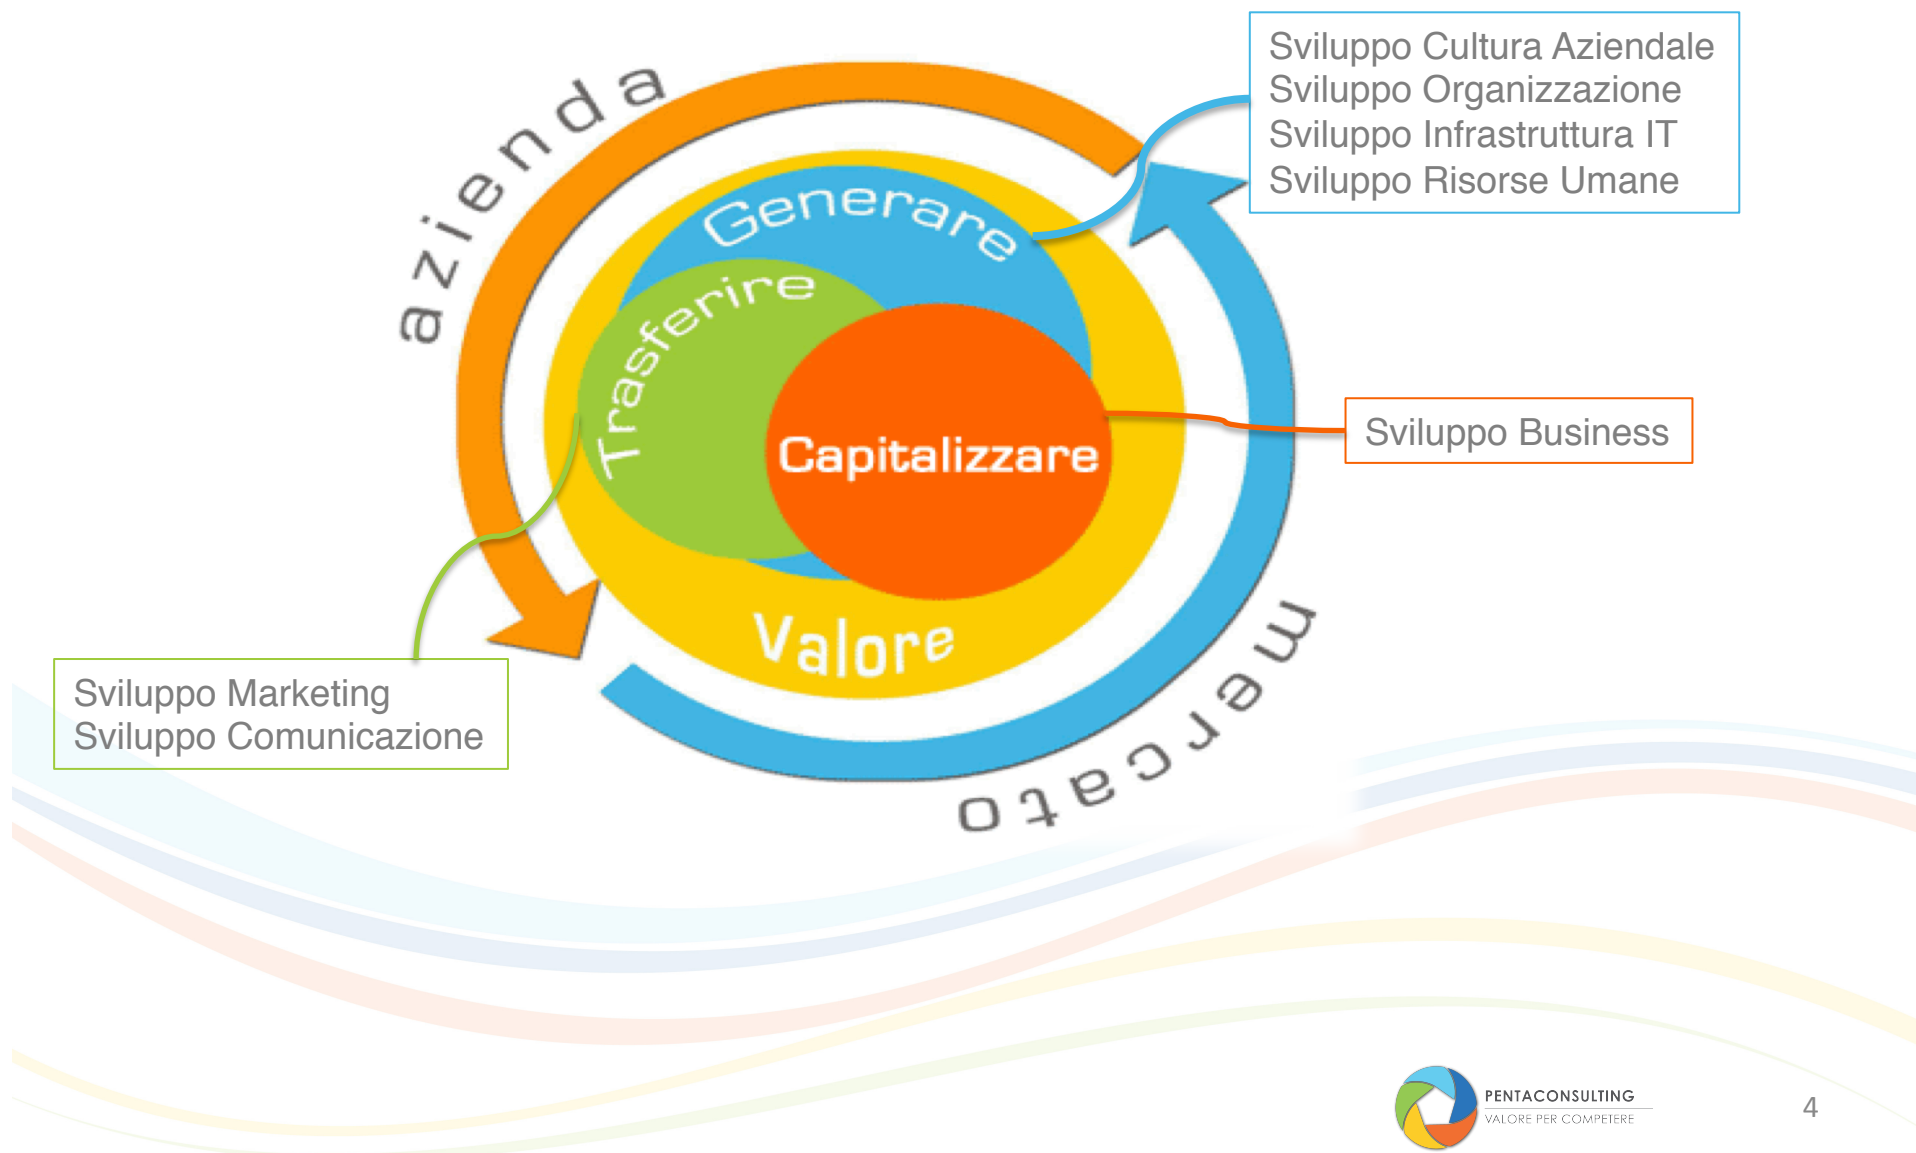 azienda
Sviluppo Cultura Aziendale
Sviluppo Organizzazione
Sviluppo Infrastruttura IT
Sviluppo Risorse Umane
Generare
Trasferire
Capitalizzare
Sviluppo Business
Valore
mercato
Sviluppo Marketing
Sviluppo Comunicazione
PENTACONSULTING
VALORE PER COMPETERE
4